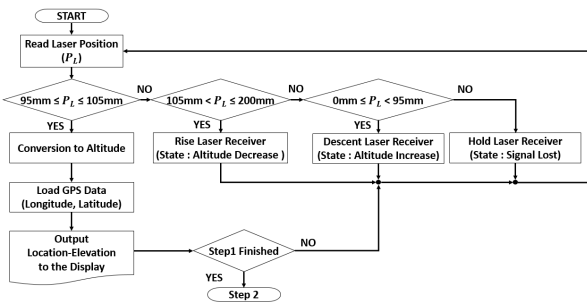 START
Read Laser Position
(P_L)
95mm ≤ P_L ≤ 105mm
NO
105mm < P_L ≤ 200mm
NO
0mm ≤ P_L < 95mm
NO
YES
YES
YES
Conversion to Altitude
Rise Laser Receiver
(State : Altitude Decrease )
Descent Laser Receiver
(State : Altitude Increase)
Hold Laser Receiver
(State : Signal Lost)
Load GPS Data
(Longitude, Latitude)
Output
Location-Elevation
to the Display
Step1 Finished
NO
YES
Step 2